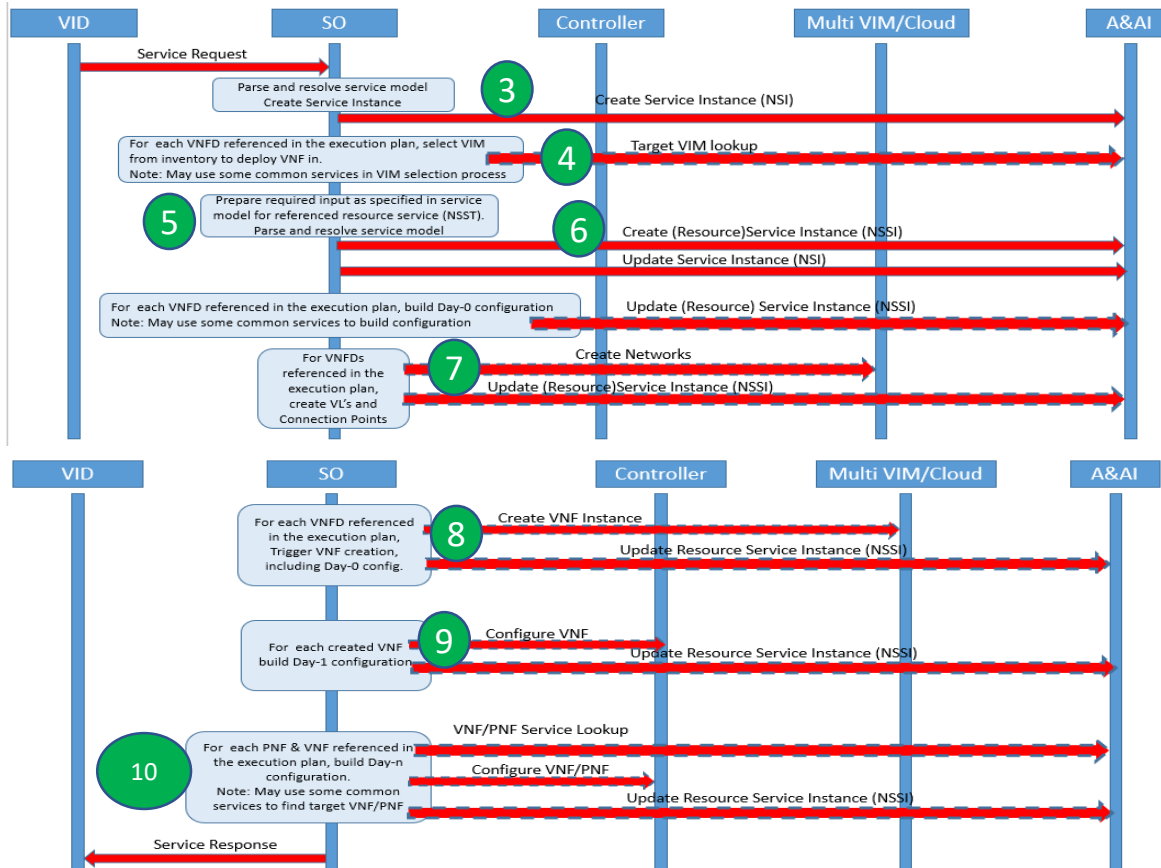 VID
SO
Controller
Multi VIM/Cloud
A&AI
Service Request
Parse and resolve service model
Create Service Instance
3
Create Service Instance (NSI)
For each VNFD referenced in the execution plan, select VIM
from inventory to deploy VNF in.
Note: May use some common services in VIM selection process
4
Target VIM lookup
5
Prepare required input as specified in service
model for referenced resource service (NSST).
Parse and resolve service model
6
Create (Resource)Service Instance (NSSI)
Update Service Instance (NSI)
For each VNFD referenced in the execution plan, build Day-0 configuration
Note: May use some common services to build configuration
Update (Resource) Service Instance (NSSI)
For VNFDs
referenced in the
execution plan,
create VL's and
Connection Points
7
Create Networks
Update (Resource)Service Instance (NSSI)
VID
SO
Controller
Multi VIM/Cloud
A&AI
For each VNFD referenced
in the execution plan,
Trigger VNF creation,
including Day-0 config.
8
Create VNF Instance
Update Resource Service Instance (NSSI)
For each created VNF
build Day-1 configuration
9
Configure VNF
Update Resource Service Instance (NSSI)
10
For each PNF & VNF referenced in
the execution plan, build Day-n
configuration.
Note: May use some common
services to find target VNF/PNF
VNF/PNF Service Lookup
Configure VNF/PNF
Update Resource Service Instance (NSSI)
Service Response